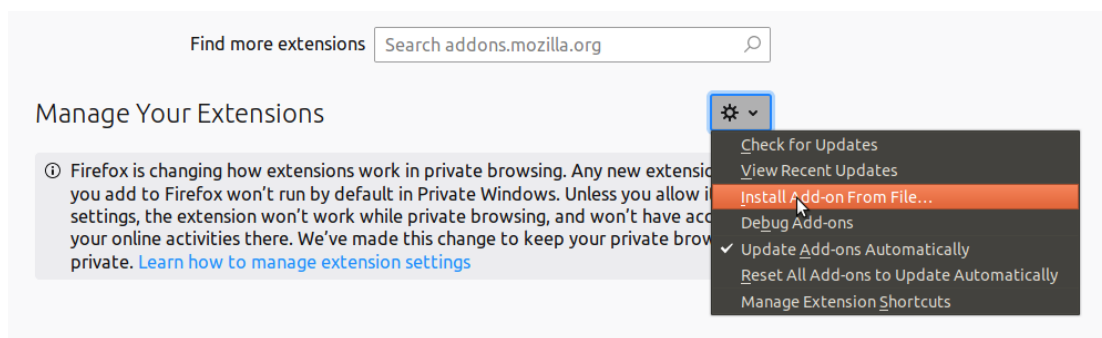 Find more extensions Search addons.mozilla.org
Manage Your Extensions
Check for Updates
View Recent Updates
Install Add-on From File...
Debug Add-ons
Update Add-ons Automatically
Reset All Add-ons to Update Automatically
Manage Extension Shortcuts
Firefox is changing how extensions work in private browsing. Any new
you add to Firefox won't run by default in Private Windows. Unless you allow
settings, the extension won't work while private browsing, and won't have
your online activities there. We've made this change to keep your private
private. Learn how to manage extension settings